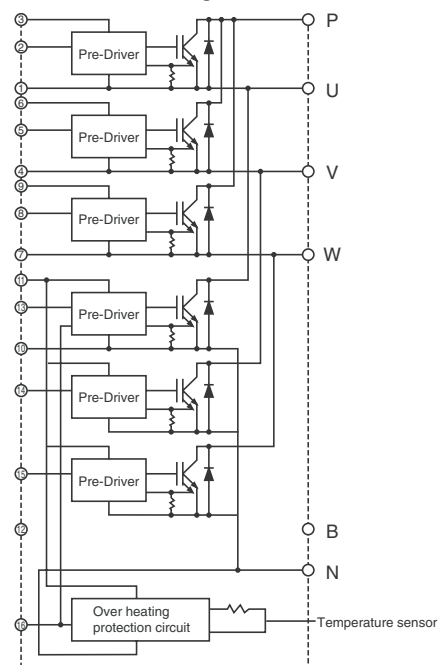 ③ P
② Pre-Driver
① U
⑥
⑤ Pre-Driver
④ V
⑨
⑧ Pre-Driver
⑦ W
⑪
⑬ Pre-Driver
⑩
⑭ Pre-Driver
⑮ Pre-Driver
⑫ B
N
⑯ Over heating
protection circuit
Temperature sensor